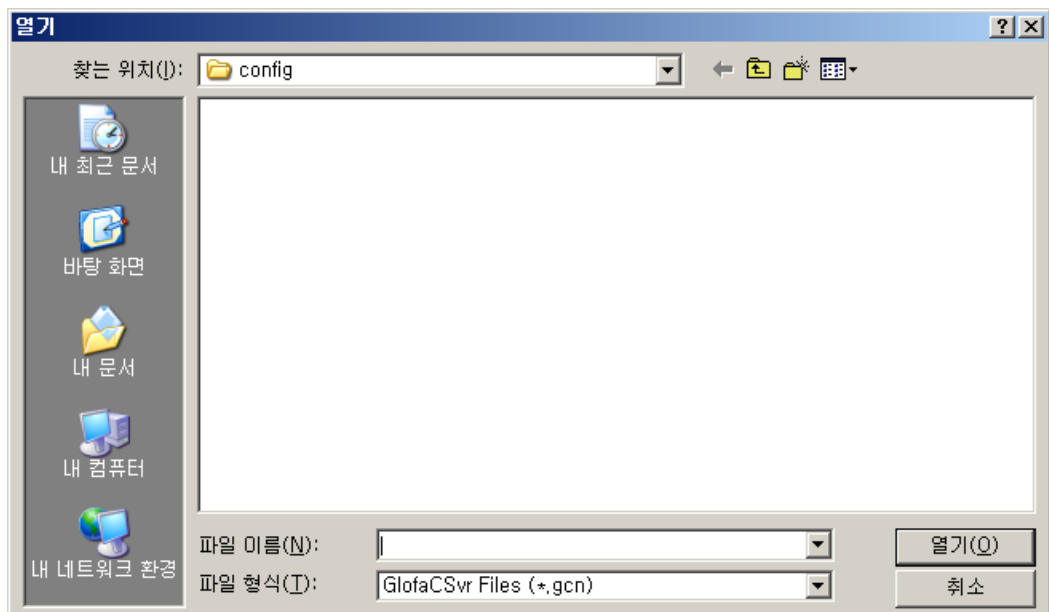 열기
찾는 위치(I):
config
내 최근 문서
바탕 화면
내 문서
내 컴퓨터
내 네트워크 환경
파일 이름(N):
열기(O)
파일 형식(T):
GlofaCSvr Files (*.gcn)
취소